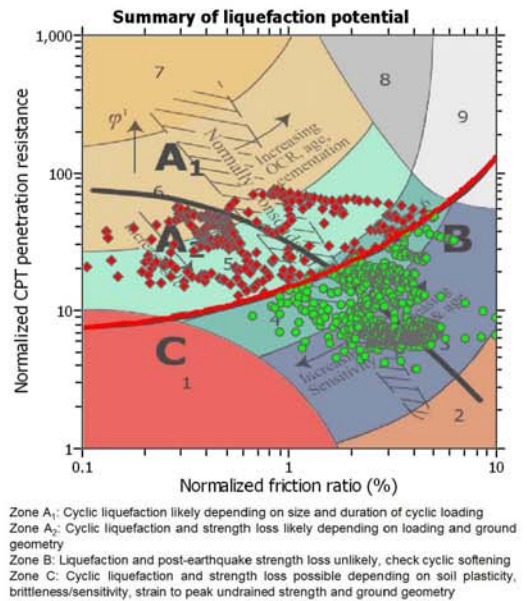 Summary of liquefaction potential
1,000
7
8
9
φ'
A1
Increasing
OCR, age,
cementation
Normally consolidated
100
6
A2
5
B
Normalized CPT penetration resistance
10
4
3
C
1
Increasing
Sensitivity
2
1
0.1
1
10
Normalized friction ratio (%)
Zone A1: Cyclic liquefaction likely depending on size and duration of cyclic loading
Zone A2: Cyclic liquefaction and strength loss likely depending on loading and ground
geometry
Zone B: Liquefaction and post-earthquake strength loss unlikely, check cyclic softening
Zone C: Cyclic liquefaction and strength loss possible depending on soil plasticity,
brittleness/sensitivity, strain to peak undrained strength and ground geometry